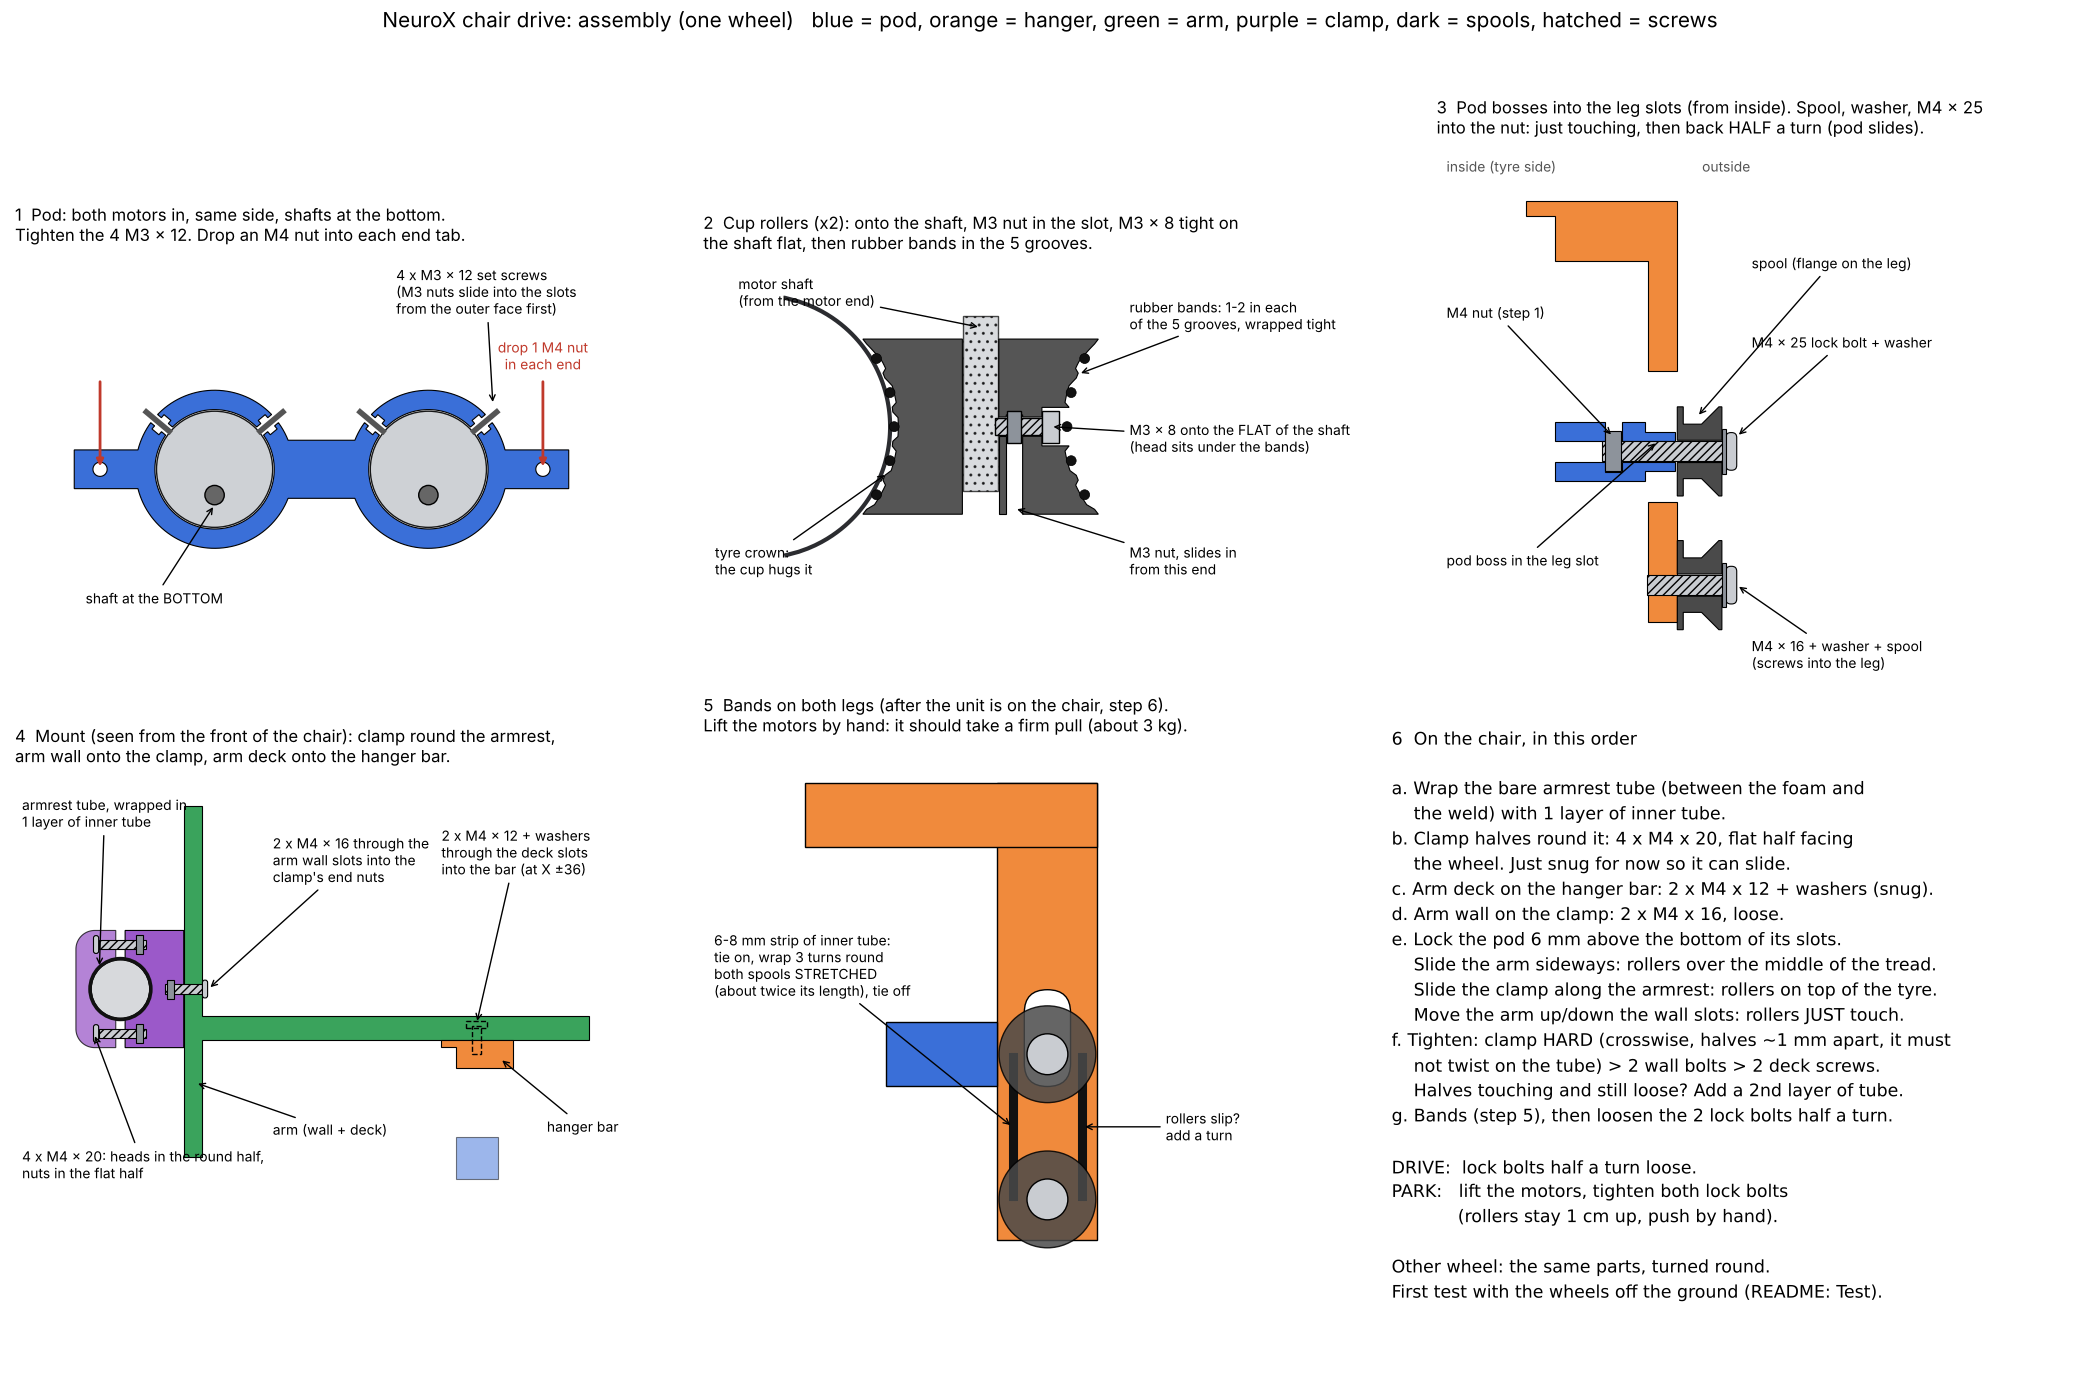 NeuroX chair drive: assembly (one wheel)   blue = pod, orange = hanger, green = arm, purple = clamp, dark = spools, hatched = screws
1  Pod: both motors in, same side, shafts at the bottom.
Tighten the 4 M3 × 12. Drop an M4 nut into each end tab.
4 x M3 × 12 set screws
(M3 nuts slide into the slots
from the outer face first)
drop 1 M4 nut
in each end
shaft at the BOTTOM
2  Cup rollers (x2): onto the shaft, M3 nut in the slot, M3 × 8 tight on
the shaft flat, then rubber bands in the 5 grooves.
motor shaft
(from the motor end)
rubber bands: 1-2 in each
of the 5 grooves, wrapped tight
M3 × 8 onto the FLAT of the shaft
(head sits under the bands)
tyre crown:
the cup hugs it
M3 nut, slides in
from this end
3  Pod bosses into the leg slots (from inside). Spool, washer, M4 × 25
into the nut: just touching, then back HALF a turn (pod slides).
inside (tyre side)
outside
spool (flange on the leg)
M4 nut (step 1)
M4 × 25 lock bolt + washer
pod boss in the leg slot
M4 × 16 + washer + spool
(screws into the leg)
4  Mount (seen from the front of the chair): clamp round the armrest,
arm wall onto the clamp, arm deck onto the hanger bar.
armrest tube, wrapped in
1 layer of inner tube
2 x M4 × 16 through the
arm wall slots into the
clamp's end nuts
2 x M4 × 12 + washers
through the deck slots
into the bar (at X ±36)
arm (wall + deck)
hanger bar
4 x M4 × 20: heads in the round half,
nuts in the flat half
5  Bands on both legs (after the unit is on the chair, step 6).
Lift the motors by hand: it should take a firm pull (about 3 kg).
6-8 mm strip of inner tube:
tie on, wrap 3 turns round
both spools STRETCHED
(about twice its length), tie off
rollers slip?
add a turn
6  On the chair, in this order
a. Wrap the bare armrest tube (between the foam and
the weld) with 1 layer of inner tube.
b. Clamp halves round it: 4 x M4 x 20, flat half facing
the wheel. Just snug for now so it can slide.
c. Arm deck on the hanger bar: 2 x M4 x 12 + washers (snug).
d. Arm wall on the clamp: 2 x M4 x 16, loose.
e. Lock the pod 6 mm above the bottom of its slots.
Slide the arm sideways: rollers over the middle of the tread.
Slide the clamp along the armrest: rollers on top of the tyre.
Move the arm up/down the wall slots: rollers JUST touch.
f. Tighten: clamp HARD (crosswise, halves ~1 mm apart, it must
not twist on the tube) > 2 wall bolts > 2 deck screws.
Halves touching and still loose? Add a 2nd layer of tube.
g. Bands (step 5), then loosen the 2 lock bolts half a turn.
DRIVE:  lock bolts half a turn loose.
PARK:   lift the motors, tighten both lock bolts
(rollers stay 1 cm up, push by hand).
Other wheel: the same parts, turned round.
First test with the wheels off the ground (README: Test).